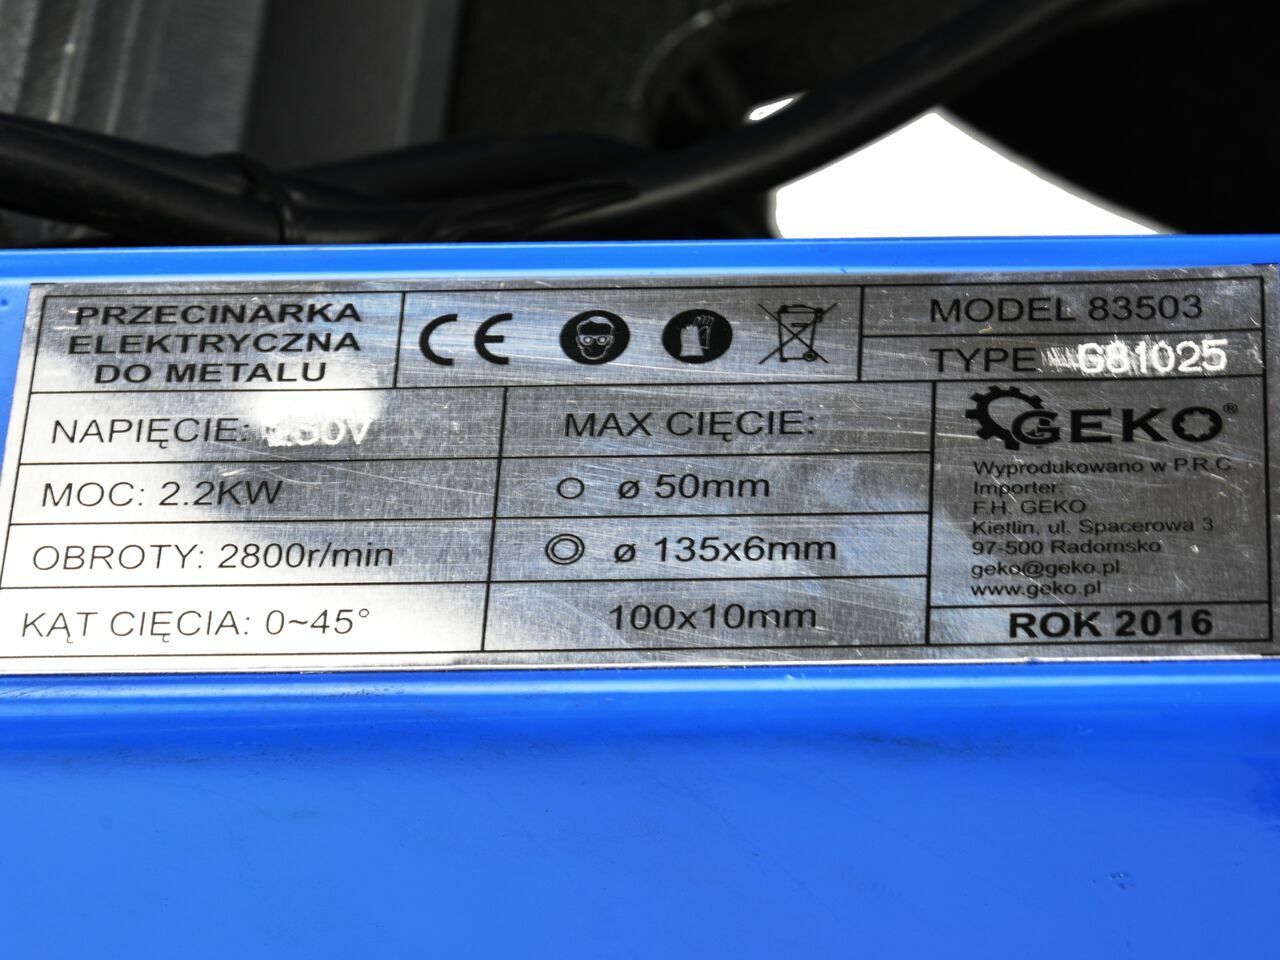 PRZECINARKA
ELEKTRYCZNA
DO METALU
CE
MODEL 83503
TYPE G81025
NAPIĘCIE: 230V
MOC: 2.2KW
OBROTY: 2800r/min
KĄT CIĘCIA: 0~45°
MAX CIĘCIE:
ø 50mm
ø 135x6mm
100x10mm
GEKO®
Wyprodukowano w P.R.C.
Importer:
F.H. GEKO
Kietlin, ul. Spacerowa 3
97-500 Radomsko
geko@geko.pl
www.geko.pl
ROK 2016